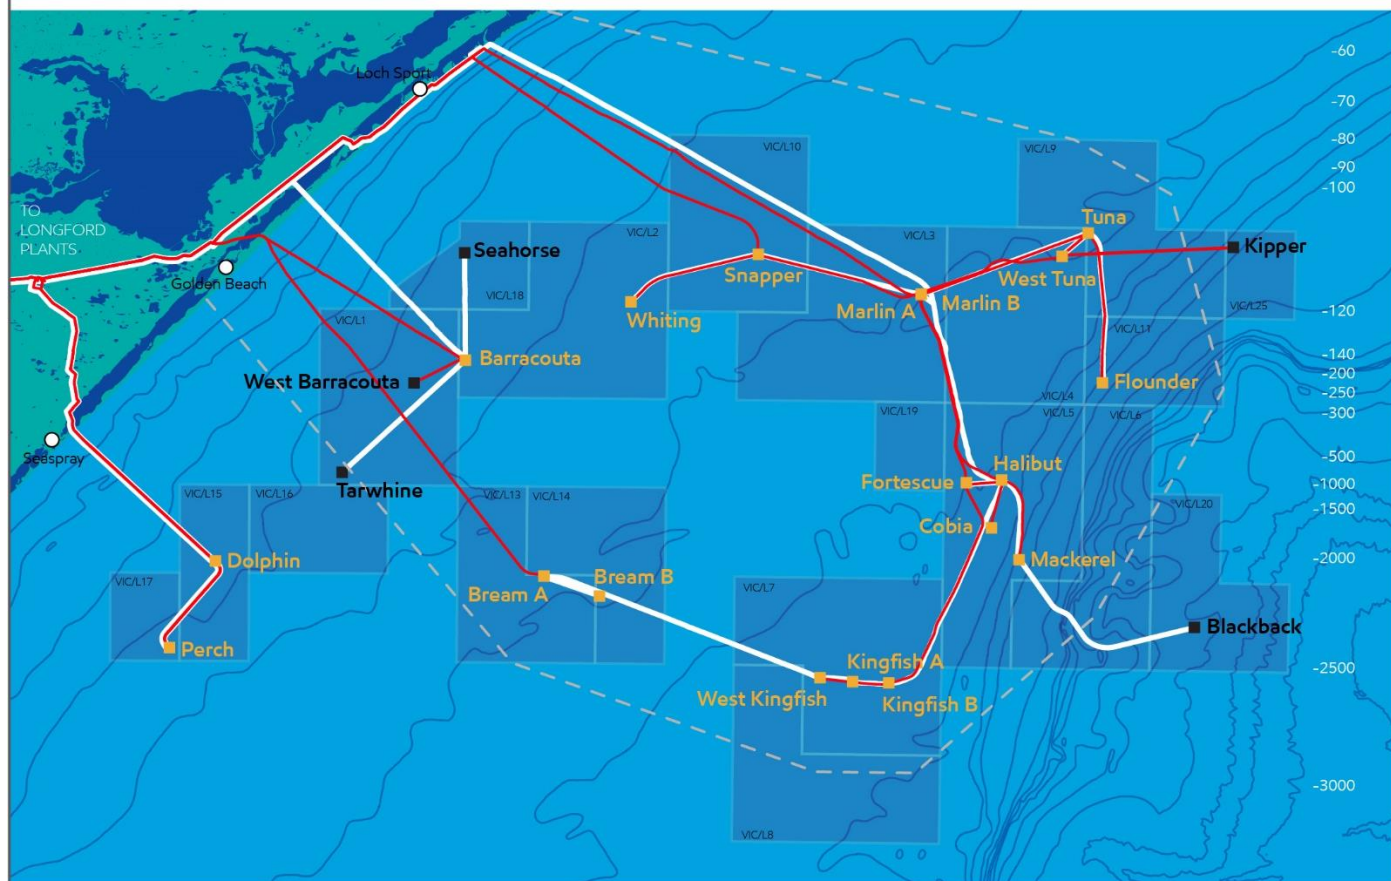 Loch Sport
-60
-70
-80
-90
-100
VIC/L10
VIC/L9
TO
LONGFORD
PLANTS
Golden Beach
Seahorse
VIC/L2
VIC/L3
Tuna
Kipper
Snapper
West Tuna
VIC/L18
Whiting
Marlin A
Marlin B
VIC/L25
-120
VIC/L1
VIC/L11
Barracouta
-140
West Barracouta
Flounder
-200
-250
VIC/L4
-300
VIC/L19
VIC/L5
VIC/L6
Seaspray
-500
Halibut
Tarwhine
Fortescue
-1000
VIC/L15
VIC/L16
VIC/L13
VIC/L14
VIC/L20
-1500
Cobia
Dolphin
Mackerel
-2000
VIC/L17
Bream B
Bream A
VIC/L7
Blackback
Perch
Kingfish A
-2500
West Kingfish
Kingfish B
-3000
VIC/L8